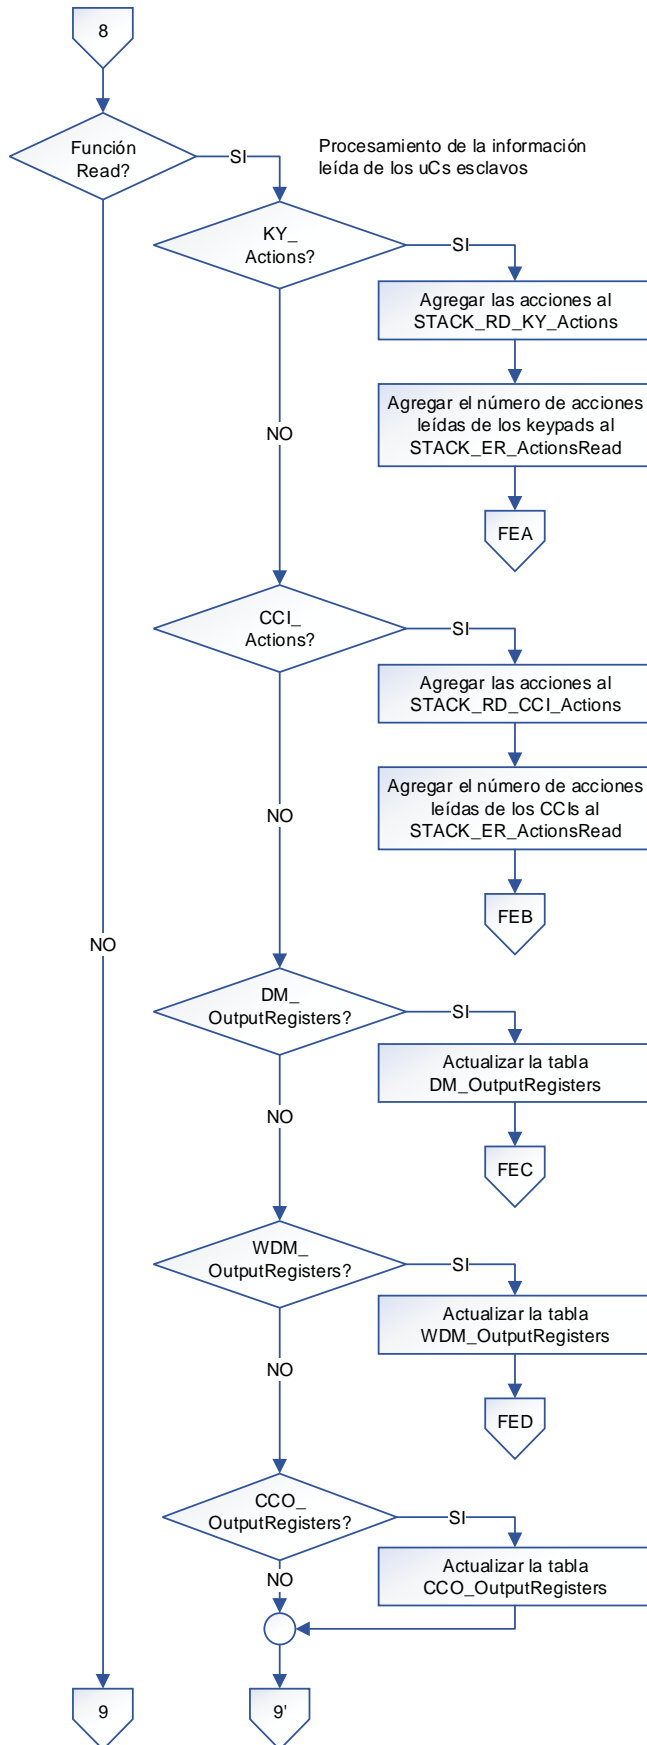 8
Función
Read?
SI
Procesamiento de la información
leída de los uCs esclavos
KY_
Actions?
SI
Agregar las acciones al
STACK_RD_KY_Actions
Agregar el número de acciones
leídas de los keypads al
STACK_ER_ActionsRead
NO
FEA
CCI_
Actions?
SI
Agregar las acciones al
STACK_RD_CCI_Actions
Agregar el número de acciones
leídas de los CCIs al
STACK_ER_ActionsRead
NO
FEB
NO
DM_
OutputRegisters?
SI
Actualizar la tabla
DM_OutputRegisters
NO
FEC
WDM_
OutputRegisters?
SI
Actualizar la tabla
WDM_OutputRegisters
NO
FED
CCO_
OutputRegisters?
SI
Actualizar la tabla
CCO_OutputRegisters
NO
9
9'